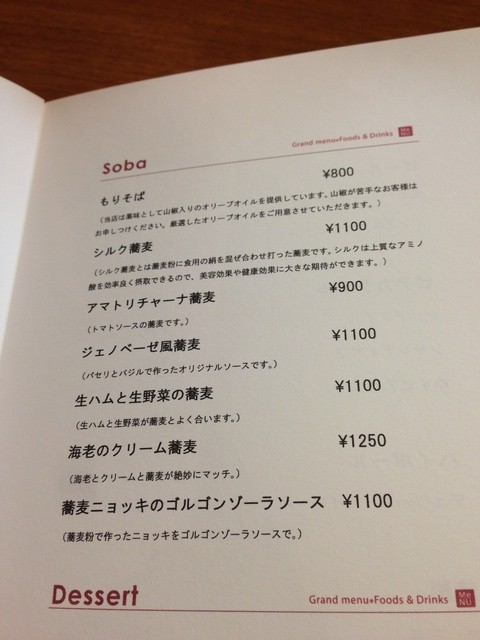 Soba
Grand menu+Foods & Drinks MeNU
もりそば ¥800
（当店は薬味として山椒入りのオリーブオイルを提供しています。山椒が苦手なお客様は
お申しつけください。厳選したオリーブオイルをご用意させていただきます。）
シルク蕎麦 ¥1100
（シルク蕎麦とは蕎麦粉に食用の絹を混ぜ合わせ打った蕎麦です。シルクは上質なアミノ
酸を効率良く摂取できるので、美容効果や健康効果に大きな期待ができます。）
アマトリチャーナ蕎麦 ¥900
（トマトソースの蕎麦です。）
ジェノベーゼ風蕎麦 ¥1100
（パセリとバジルで作ったオリジナルソースです。）
生ハムと生野菜の蕎麦 ¥1100
（生ハムと生野菜が蕎麦とよく合います。）
海老のクリーム蕎麦 ¥1250
（海老とクリームと蕎麦が絶妙にマッチ。）
蕎麦ニョッキのゴルゴンゾーラソース ¥1100
（蕎麦粉で作ったニョッキをゴルゴンゾーラソースで。）
Dessert
Grand menu+Foods & Drinks MeNU